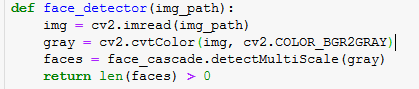 def face_detector(img_path):
    img = cv2.imread(img_path)
    gray = cv2.cvtColor(img, cv2.COLOR_BGR2GRAY)
    faces = face_cascade.detectMultiScale(gray)
    return len(faces) > 0